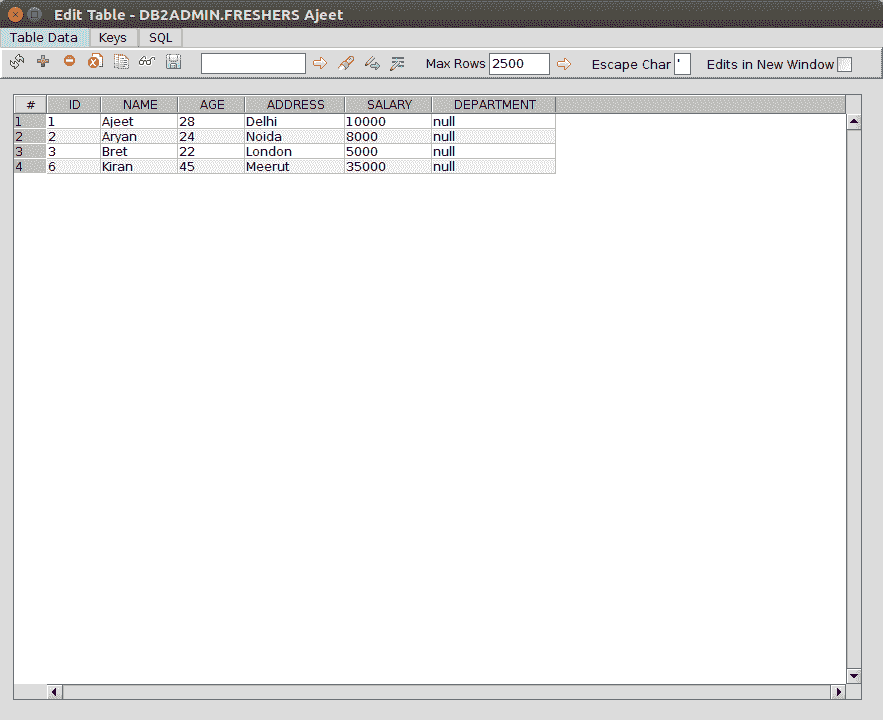 Edit Table - DB2ADMIN.FRESHERS Ajeet
Table Data Keys SQL
Max Rows 2500 Escape Char ' Edits in New Window
# ID NAME AGE ADDRESS SALARY DEPARTMENT
1 1 Ajeet 28 Delhi 10000 null
2 2 Aryan 24 Noida 8000 null
3 3 Bret 22 London 5000 null
4 6 Kiran 45 Meerut 35000 null